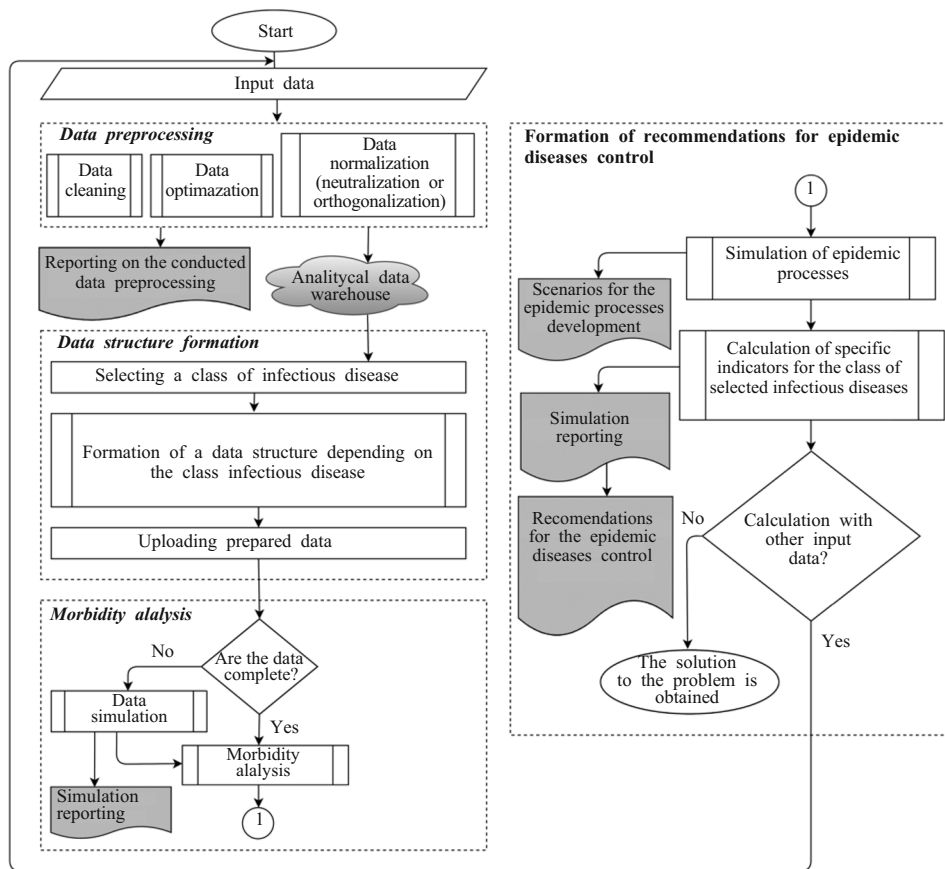 Start
Input data
Data preprocessing
Data
cleaning
Data
optimazation
Data
normalization
(neutralization or
orthogonalization)
Reporting on the conducted
data preprocessing
Analitycal data
warehouse
Data structure formation
Selecting a class of infectious disease
Formation of a data structure depending on
the class infectious disease
Uploading prepared data
Morbidity alalysis
Are the data
complete?
No
Yes
Data
simulation
Morbidity
alalysis
Simulation
reporting
1
Formation of recommendations for epidemic
diseases control
1
Simulation of epidemic
processes
Scenarios for the
epidemic processes
development
Calculation of specific
indicators for the class of
selected infectious diseases
Simulation
reporting
Recomendations
for the epidemic
diseases control
No
Calculation with
other input
data?
Yes
The solution
to the problem is
obtained